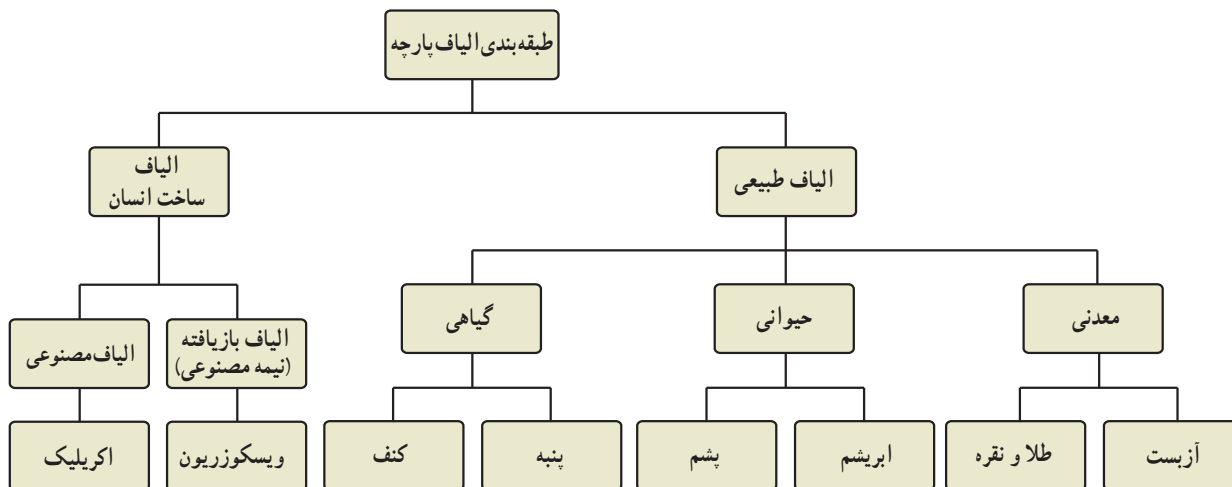 طبقه‌بندی الیاف پارچه
الیاف طبیعی
الیاف
ساخت انسان
معدنی
حیوانی
گیاهی
الیاف بازیافته
(نیمه مصنوعی)
الیاف مصنوعی
آزبست
طلا و نقره
ابریشم
پشم
پنبه
کنف
ویسکوزریون
اکریلیک